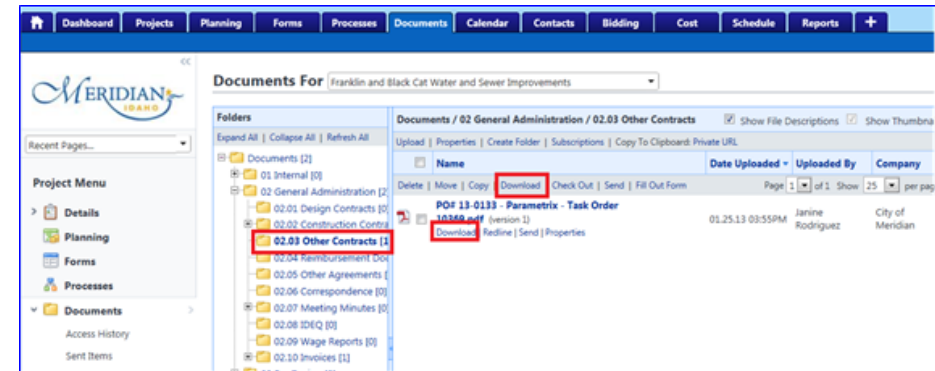 Dashboard Projects Planning Forms Processes Documents Calendar Contacts Bidding Cost Schedule Reports +
MERIDIAN
IDAHO
Recent Pages...
Project Menu
Details
Planning
Forms
Processes
Documents
Access History
Sent Items
Documents For Franklin and Black Cat Water and Sewer Improvements
Folders
Expand All | Collapse All | Refresh All
Documents [2]
01 Internal [0]
02 General Administration [2
02.01 Design Contracts [0]
02.02 Construction Contra
02.03 Other Contracts [1
02.04 Reimbursement Doc
02.05 Other Agreements [
02.06 Correspondence [0]
02.07 Meeting Minutes [0]
02.08 IDEQ [0]
02.09 Wage Reports [0]
02.10 Invoices [1]
Documents / 02 General Administration / 02.03 Other Contracts Show File Descriptions Show Thumbna
Upload | Properties | Create Folder | Subscriptions | Copy To Clipboard: Private URL
Name Date Uploaded Uploaded By Company
Delete | Move | Copy | Download | Check Out | Send | Fill Out Form Page 1 of 1 Show 25 per pag
PO# 13-0133 - Parametrix - Task Order
10369.pdf (version 1)
Download | Redline | Send | Properties
01.25.13 03:55PM
Janine
Rodriguez
City of
Meridian